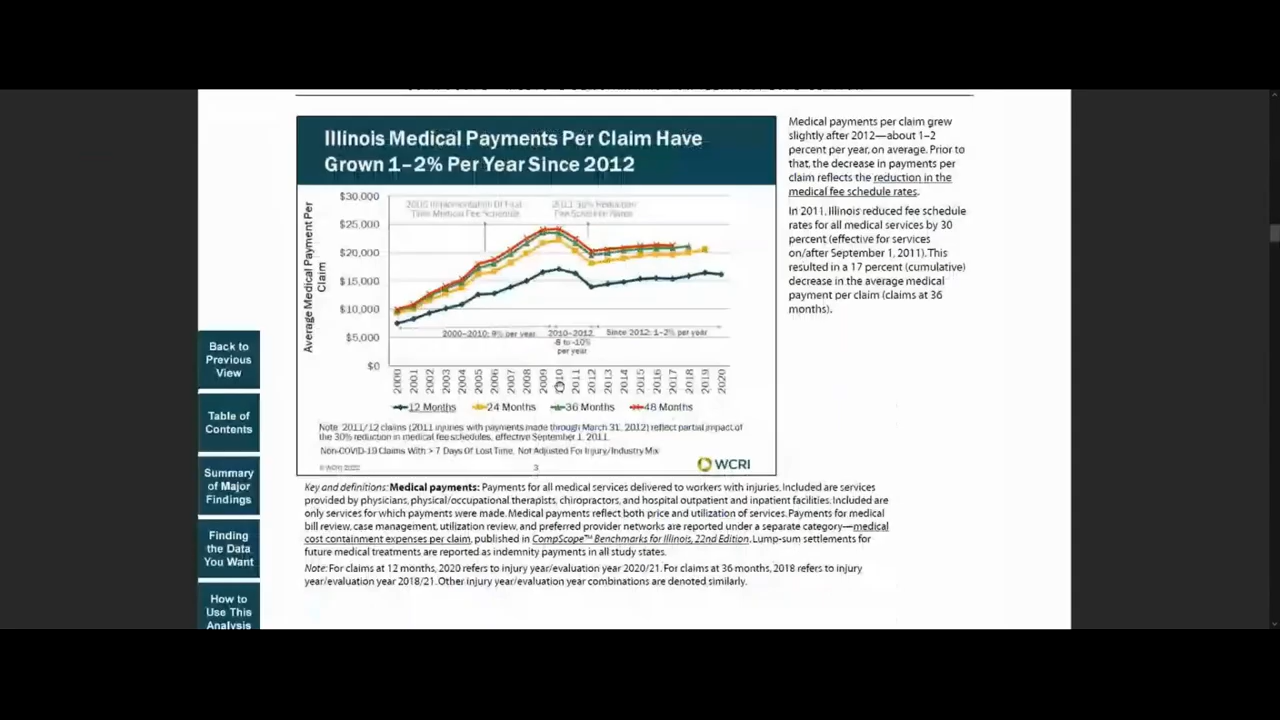 Illinois Medical Payments Per Claim Have
Grown 1–2% Per Year Since 2012
$30,000
$25,000
$20,000
$15,000
$10,000
$5,000
$0
Average Medical Payment Per
Claim
2011 30% Reduction
2000–2010: 9% per year
2010–2012:
-8 to -10%
per year
Since 2012: 1–2% per year
2000
2001
2002
2003
2004
2005
2006
2007
2008
2009
2010
2011
2012
2013
2014
2015
2016
2017
2018
2019
2020
12 Months
24 Months
36 Months
48 Months
Note: 2011/12 claims (2011 injuries with payments made through March 31, 2012) reflect partial impact of
the 30% reduction in medical fee schedules, effective September 1, 2011.
Non-COVID-19 Claims With > 7 Days Of Lost Time, Not Adjusted For Injury/Industry Mix
© WCRI 2022
3
WCRI
Medical payments per claim grew
slightly after 2012—about 1–2
percent per year, on average. Prior to
that, the decrease in payments per
claim reflects the reduction in the
medical fee schedule rates.
In 2011, Illinois reduced fee schedule
rates for all medical services by 30
percent (effective for services
on/after September 1, 2011). This
resulted in a 17 percent (cumulative)
decrease in the average medical
payment per claim (claims at 36
months).
Back to
Previous
View
Table of
Contents
Summary
of Major
Findings
Finding
the Data
You Want
How to
Use This
Analysis
Key and definitions: Medical payments: Payments for all medical services delivered to workers with injuries. Included are services
provided by physicians, physical/occupational therapists, chiropractors, and hospital outpatient and inpatient facilities. Included are
only services for which payments were made. Medical payments reflect both price and utilization of services. Payments for medical
bill review, case management, utilization review, and preferred provider networks are reported under a separate category—medical
cost containment expenses per claim, published in CompScope™ Benchmarks for Illinois, 22nd Edition. Lump-sum settlements for
future medical treatments are reported as indemnity payments in all study states.
Note: For claims at 12 months, 2020 refers to injury year/evaluation year 2020/21. For claims at 36 months, 2018 refers to injury
year/evaluation year 2018/21. Other injury year/evaluation year combinations are denoted similarly.